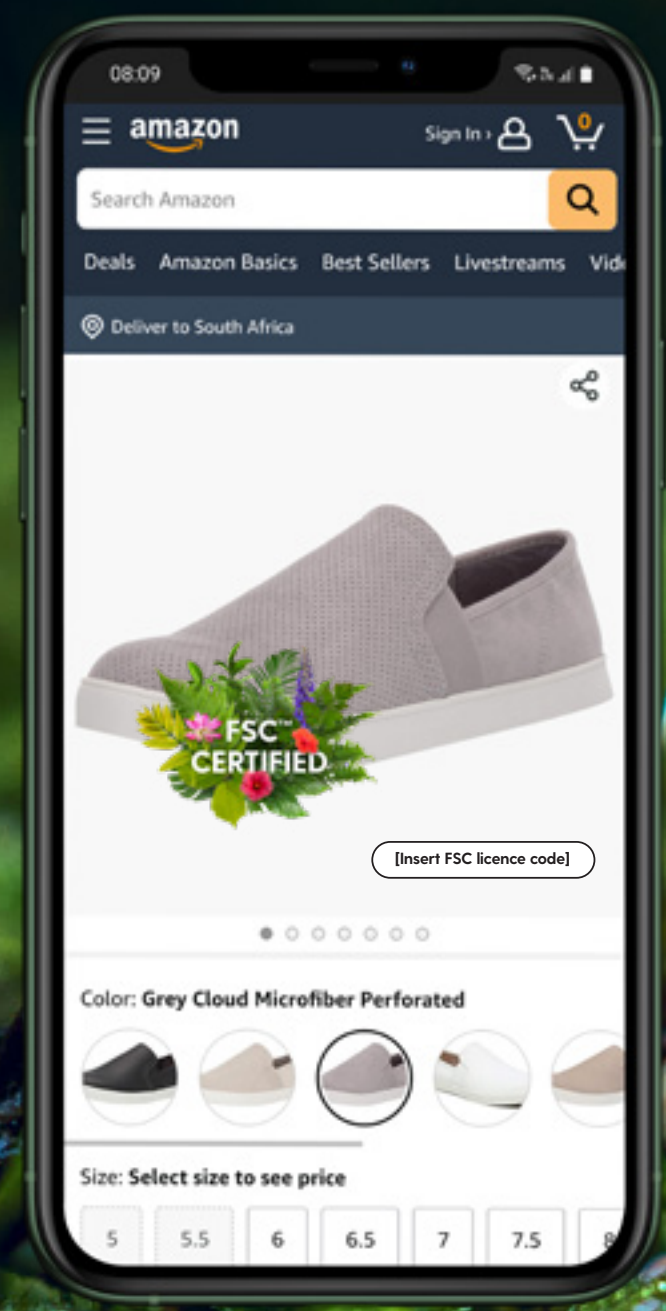 08:09
amazon
Sign In ›
0
Search Amazon
Deals Amazon Basics Best Sellers Livestreams
Deliver to South Africa
FSC™
CERTIFIED
[Insert FSC licence code]
Color: Grey Cloud Microfiber Perforated
Size: Select size to see price
5 5.5 6 6.5 7 7.5 8